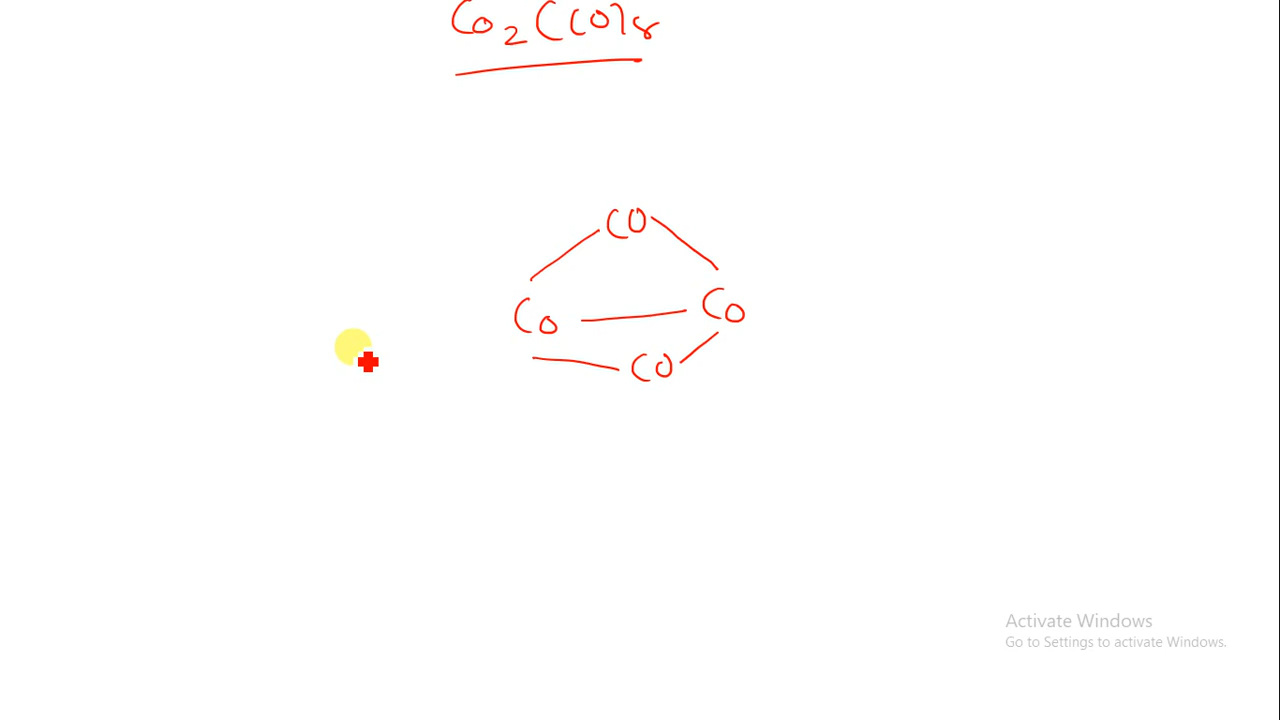 Co2(CO)8
CO
Co Co
CO
Activate Windows
Go to Settings to activate Windows.